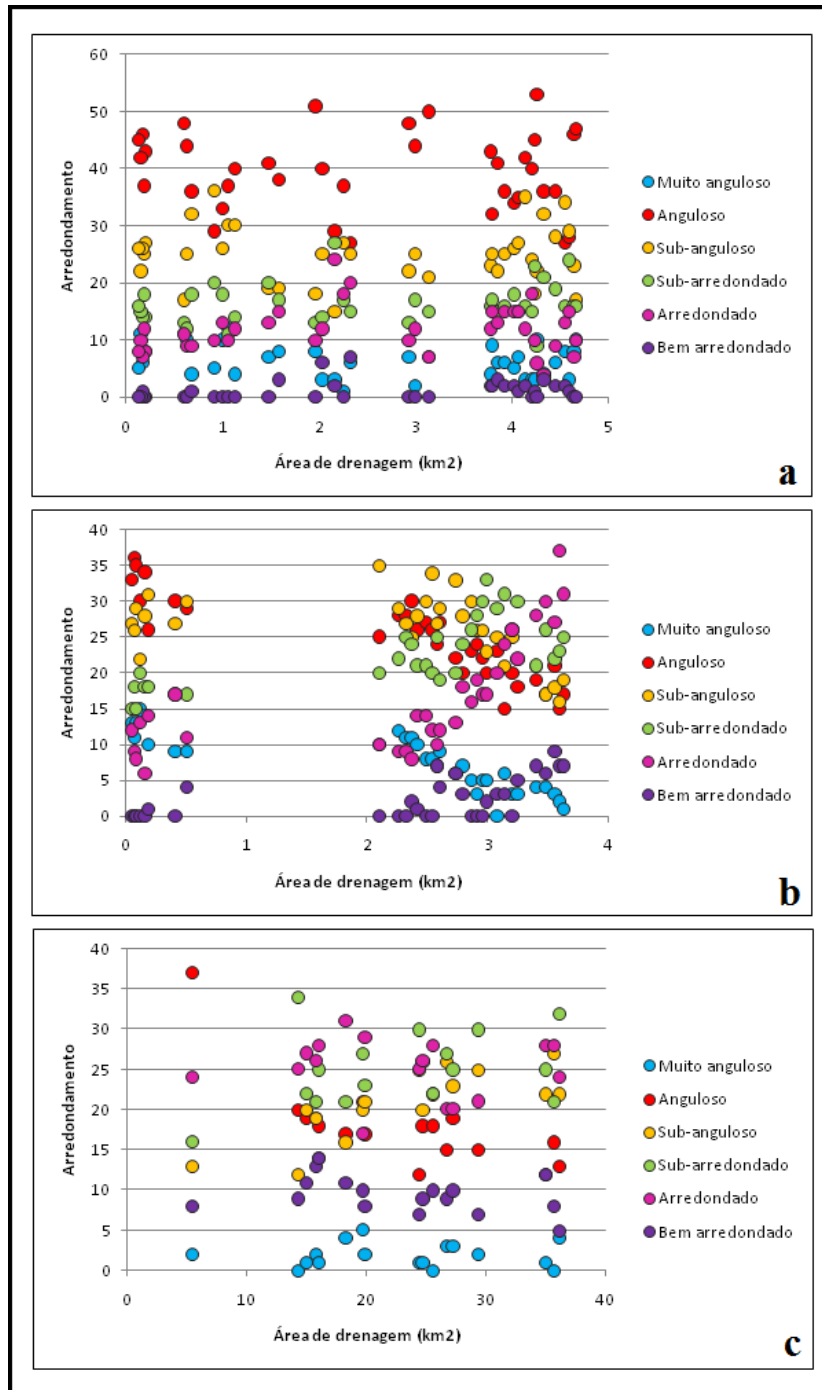 60
50
40
30
20
10
0
Arredondamento
0 1 2 3 4 5
Área de drenagem (km2)
Muito anguloso
Anguloso
Sub-anguloso
Sub-arredondado
Arredondado
Bem arredondado
a
40
35
30
25
20
15
10
5
0
Arredondamento
0 1 2 3 4
Área de drenagem (km2)
Muito anguloso
Anguloso
Sub-anguloso
Sub-arredondado
Arredondado
Bem arredondado
b
40
35
30
25
20
15
10
5
0
Arredondamento
0 10 20 30 40
Área de drenagem (km2)
Muito anguloso
Anguloso
Sub-anguloso
Sub-arredondado
Arredondado
Bem arredondado
c